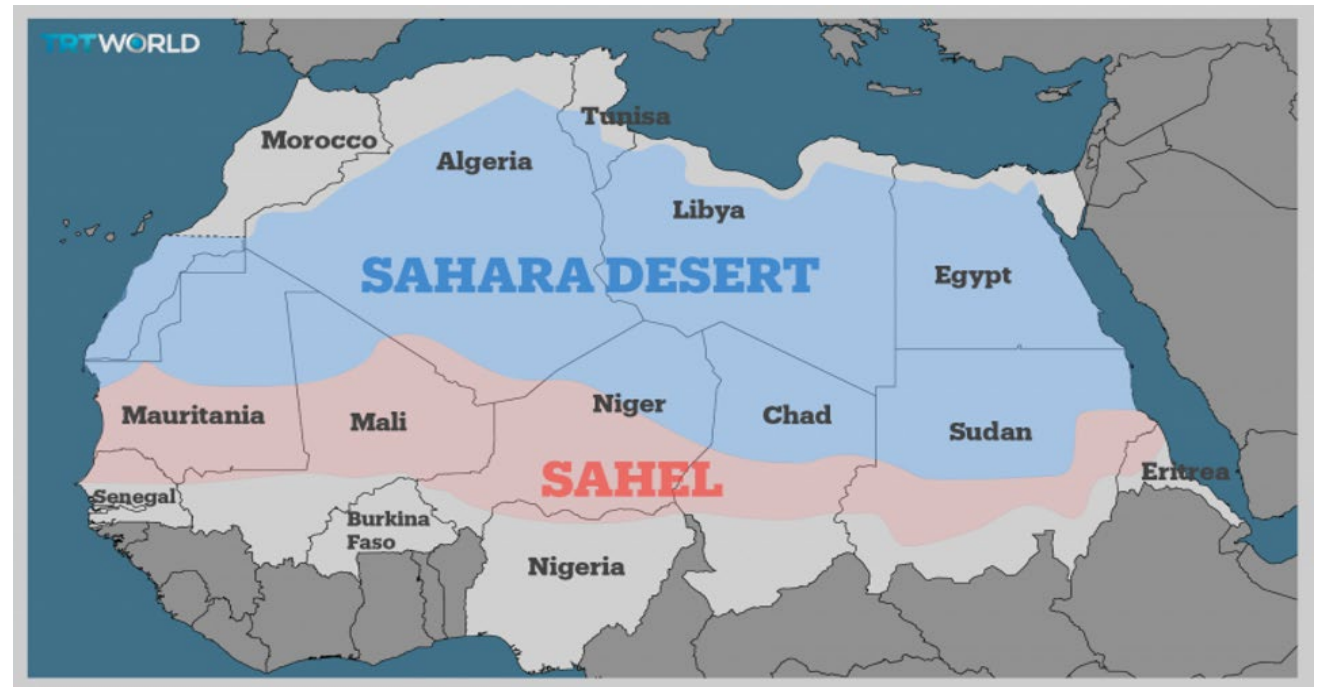 TRTWORLD
Morocco
Tunisa
Algeria
Libya
SAHARA DESERT
Egypt
Mauritania
Mali
Niger
Chad
Sudan
SAHEL
Eritrea
Senegal
Burkina
Faso
Nigeria